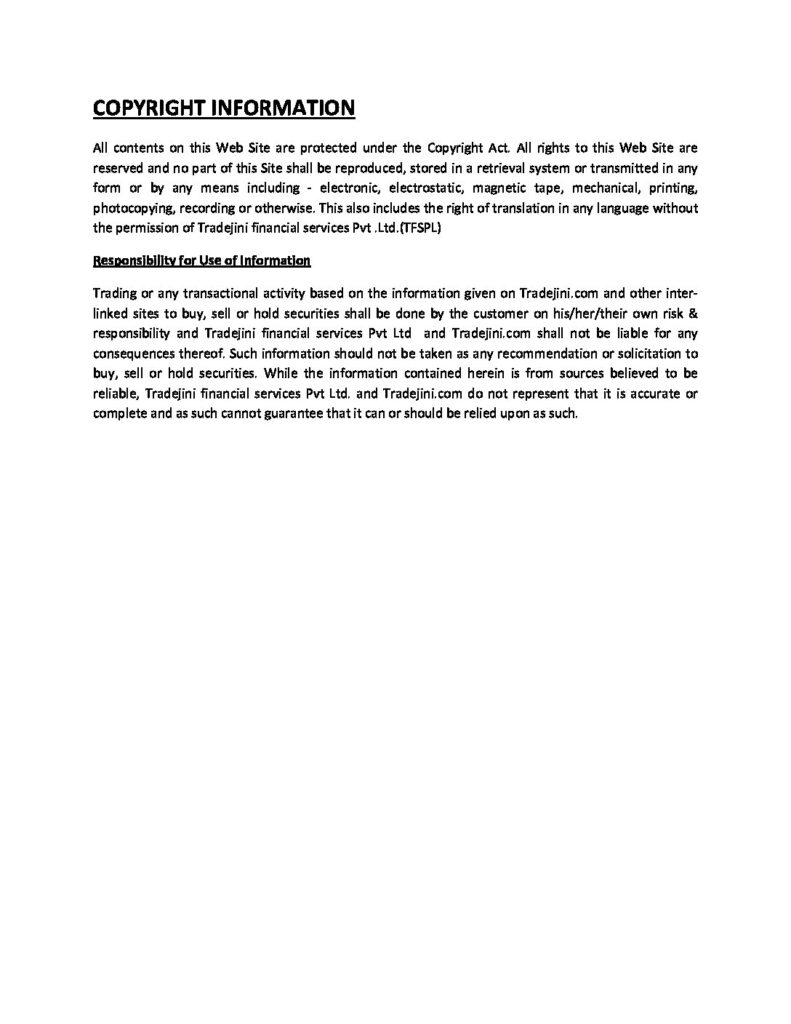 COPYRIGHT INFORMATION
All contents on this Web Site are protected under the Copyright Act. All rights to this Web Site are
reserved and no part of this Site shall be reproduced, stored in a retrieval system or transmitted in any
form or by any means including - electronic, electrostatic, magnetic tape, mechanical, printing,
photocopying, recording or otherwise. This also includes the right of translation in any language without
the permission of Tradejini financial services Pvt .Ltd.(TFSPL)
Responsibility for Use of Information
Trading or any transactional activity based on the information given on Tradejini.com and other inter-
linked sites to buy, sell or hold securities shall be done by the customer on his/her/their own risk &
responsibility and Tradejini financial services Pvt Ltd  and Tradejini.com shall not be liable for any
consequences thereof. Such information should not be taken as any recommendation or solicitation to
buy, sell or hold securities. While the information contained herein is from sources believed to be
reliable, Tradejini financial services Pvt Ltd. and Tradejini.com do not represent that it is accurate or
complete and as such cannot guarantee that it can or should be relied upon as such.